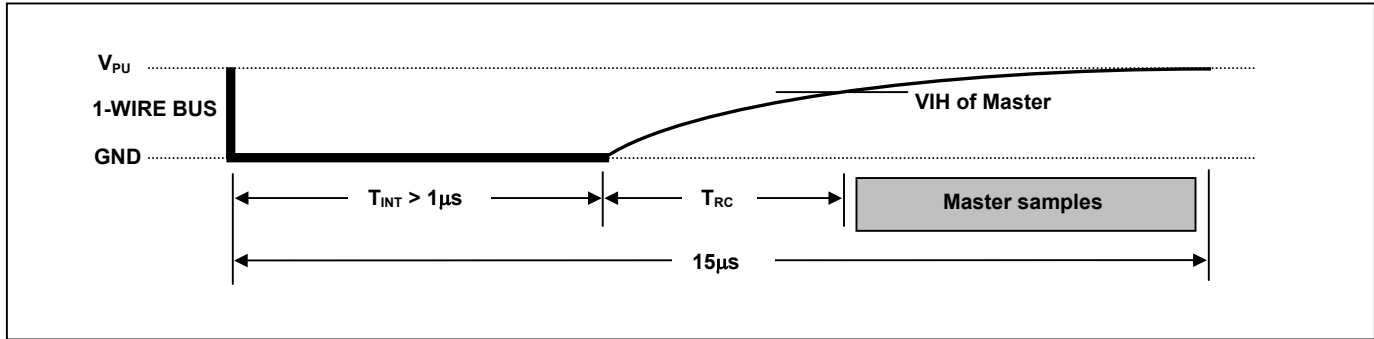 VPU
1-WIRE BUS
VIH of Master
GND
TINT > 1μs
TRC
Master samples
15μs